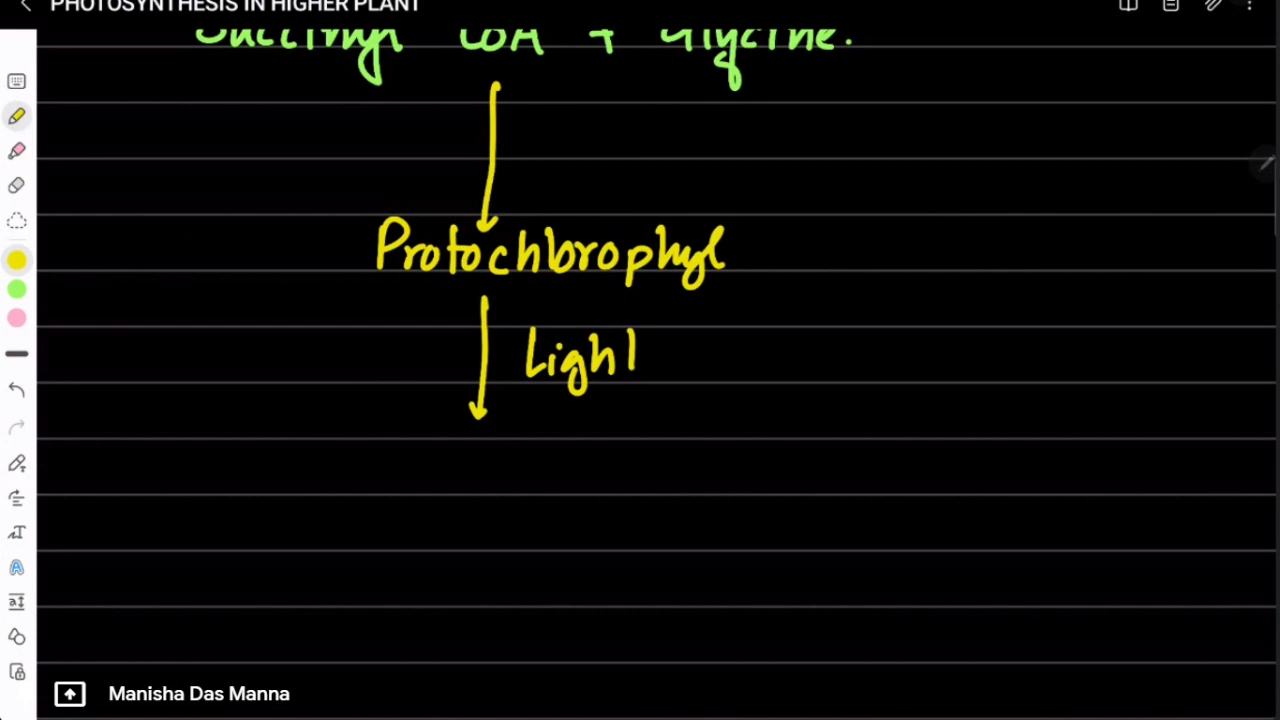 PHOTOSYNTHESIS IN HIGHER PLANT
Succinyl CoA + Glycine.
Protochlorophyl
Light
Manisha Das Manna